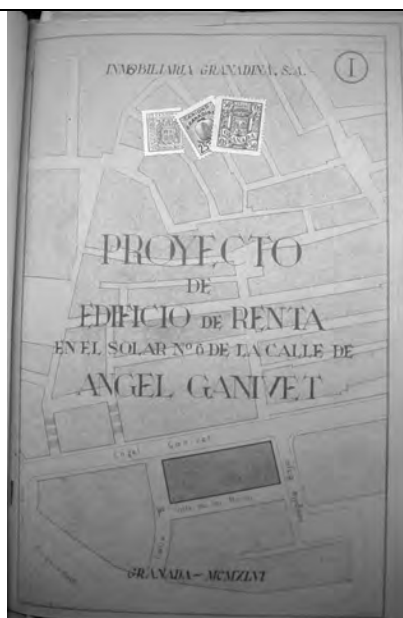 INMOBILIARIA GRANADINA, S.A.
I
25
PROYECTO
DE
EDIFICIO DE RENTA
EN EL SOLAR Nº 6 DE LA CALLE DE
ANGEL GANIVET
Angel Ganivet
GRANADA - MCMXLVI